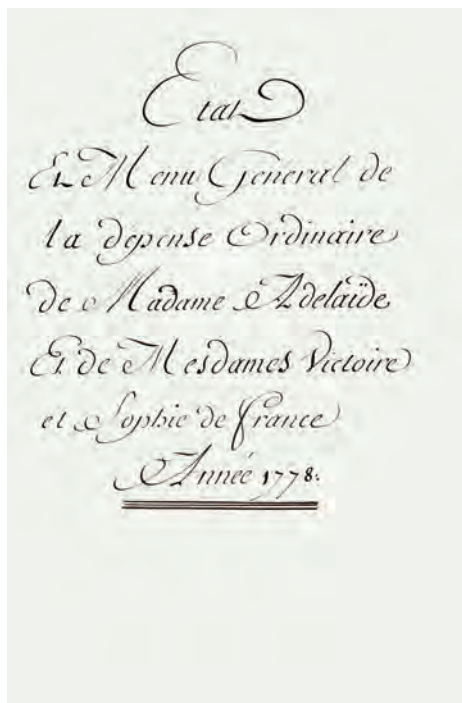 Etat
Et Menu General de
la depense Ordinaire
de Madame Adelaïde
Et de Mesdames Victoire
et Sophie de france
Année 1778.